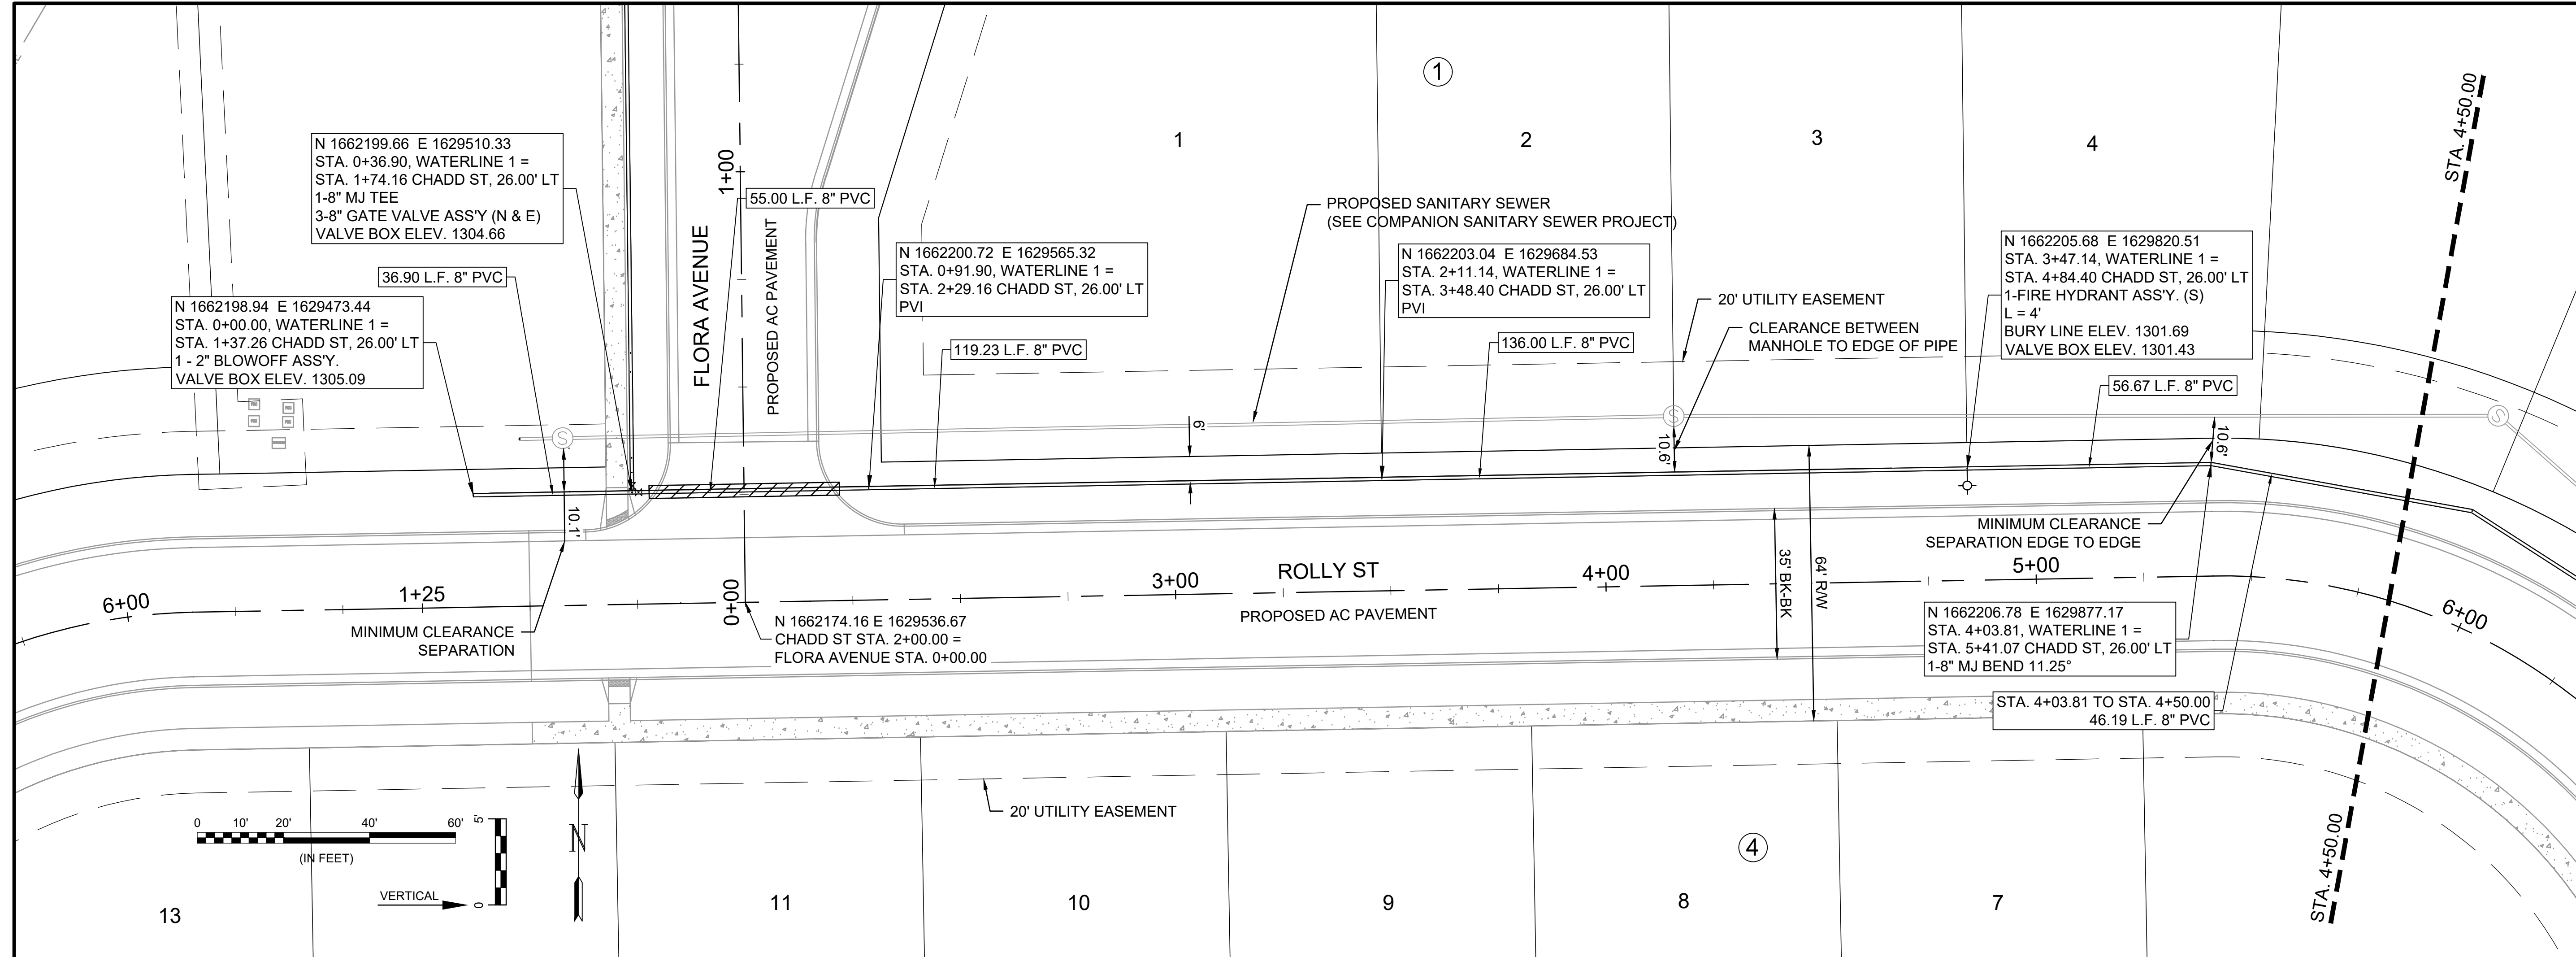 1
1
2
3
4
STA. 4+50.00
N 1662199.66 E 1629510.33
STA. 0+36.90, WATERLINE 1 =
STA. 1+74.16 CHADD ST, 26.00' LT
1-8" MJ TEE
3-8" GATE VALVE ASS'Y (N & E)
VALVE BOX ELEV. 1304.66
36.90 L.F. 8" PVC
N 1662198.94 E 1629473.44
STA. 0+00.00, WATERLINE 1 =
STA. 1+37.26 CHADD ST, 26.00' LT
1 - 2" BLOWOFF ASS'Y.
VALVE BOX ELEV. 1305.09
1+00
FLORA AVENUE
PROPOSED AC PAVEMENT
55.00 L.F. 8" PVC
N 1662200.72 E 1629565.32
STA. 0+91.90, WATERLINE 1 =
STA. 2+29.16 CHADD ST, 26.00' LT
PVI
119.23 L.F. 8" PVC
PROPOSED SANITARY SEWER
(SEE COMPANION SANITARY SEWER PROJECT)
N 1662203.04 E 1629684.53
STA. 2+11.14, WATERLINE 1 =
STA. 3+48.40 CHADD ST, 26.00' LT
PVI
136.00 L.F. 8" PVC
20' UTILITY EASEMENT
CLEARANCE BETWEEN
MANHOLE TO EDGE OF PIPE
N 1662205.68 E 1629820.51
STA. 3+47.14, WATERLINE 1 =
STA. 4+84.40 CHADD ST, 26.00' LT
1-FIRE HYDRANT ASS'Y. (S)
L = 4'
BURY LINE ELEV. 1301.69
VALVE BOX ELEV. 1301.43
56.67 L.F. 8" PVC
S
S
S
6'
10.6'
10.6'
10.1'
MINIMUM CLEARANCE
SEPARATION EDGE TO EDGE
6+00
1+25
0+00
3+00
ROLLY ST
4+00
5+00
6+00
PROPOSED AC PAVEMENT
35' BK-BK
64' R/W
MINIMUM CLEARANCE
SEPARATION
N 1662174.16 E 1629536.67
CHADD ST STA. 2+00.00 =
FLORA AVENUE STA. 0+00.00
N 1662206.78 E 1629877.17
STA. 4+03.81, WATERLINE 1 =
STA. 5+41.07 CHADD ST, 26.00' LT
1-8" MJ BEND 11.25°
STA. 4+03.81 TO STA. 4+50.00
46.19 L.F. 8" PVC
20' UTILITY EASEMENT
0 10' 20' 40' 60'
(IN FEET)
5'
0
VERTICAL
N
4
STA. 4+50.00
13
11
10
9
8
7